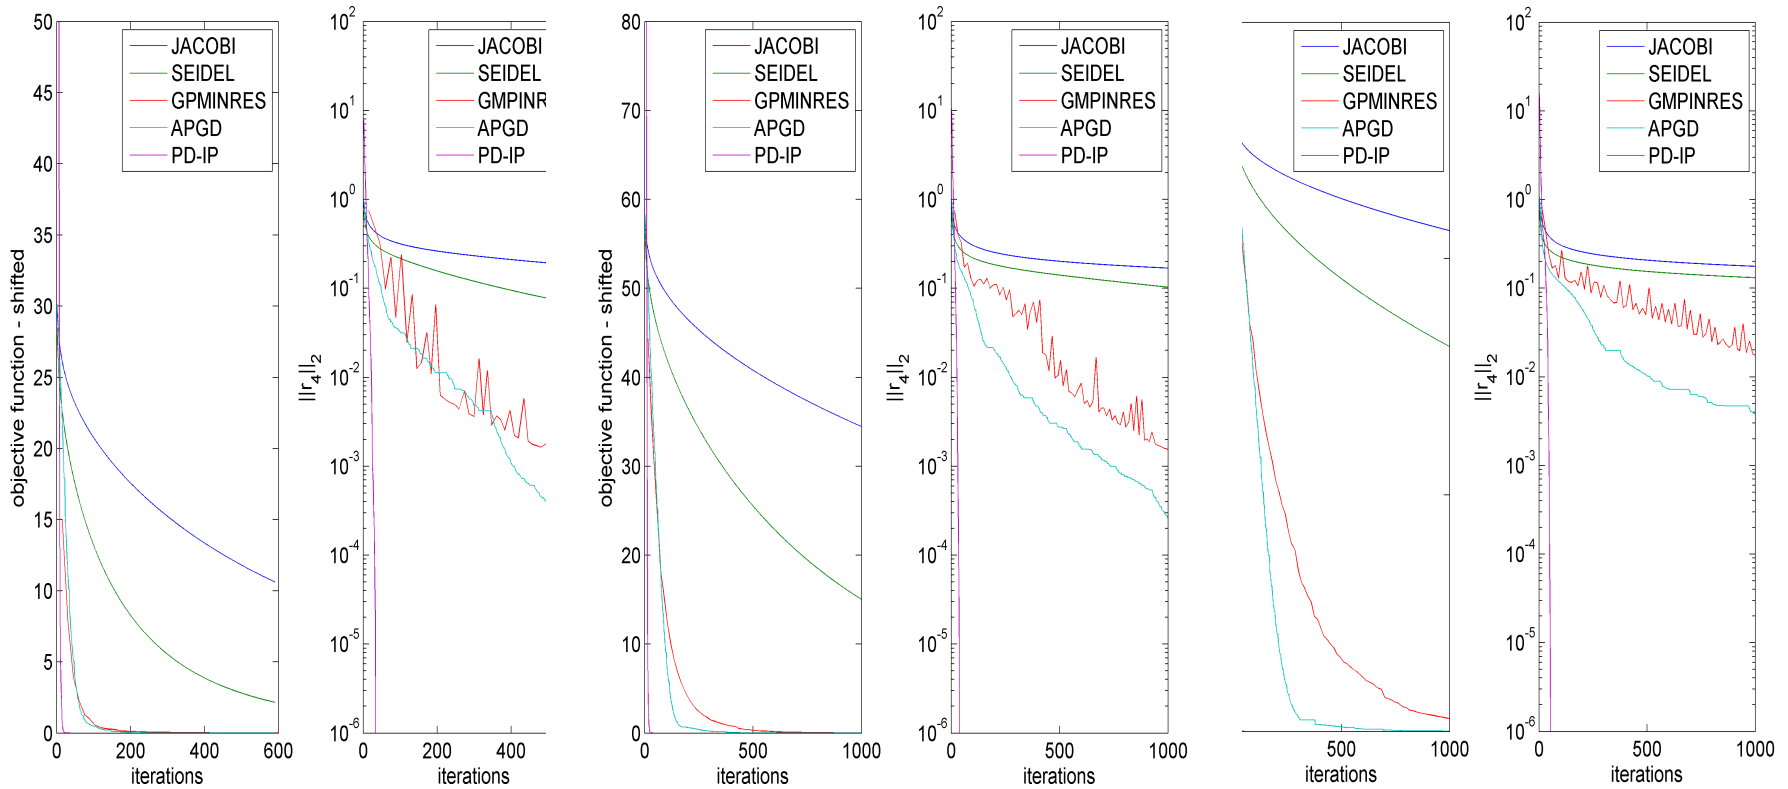 50
45
40
35
30
25
20
15
10
5
0
objective function - shifted
JACOBI
SEIDEL
GPMINRES
APGD
PD-IP
0 200 400 600
iterations
10^2
10^1
10^0
10^-1
10^-2
10^-3
10^-4
10^-5
10^-6
||r_4||_2
JACOBI
SEIDEL
GMPINR
APGD
PD-IP
0 200 400
iterations
80
70
60
50
40
30
20
10
0
objective function - shifted
JACOBI
SEIDEL
GPMINRES
APGD
PD-IP
0 500 1000
iterations
10^2
10^1
10^0
10^-1
10^-2
10^-3
10^-4
10^-5
10^-6
||r_4||_2
JACOBI
SEIDEL
GMPINRES
APGD
PD-IP
0 500 1000
iterations
JACOBI
SEIDEL
GPMINRES
APGD
PD-IP
500 1000
iterations
10^2
10^1
10^0
10^-1
10^-2
10^-3
10^-4
10^-5
10^-6
||r_4||_2
JACOBI
SEIDEL
GMPINRES
APGD
PD-IP
0 500 1000
iterations